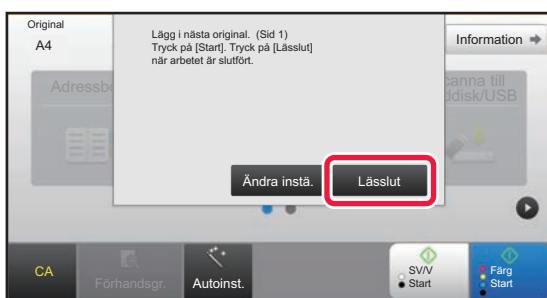 Original
A4
Lägg i nästa original. (Sid 1)
Tryck på [Start]. Tryck på [Lässlut]
när arbetet är slutfört.
Information
Adressbo
canna till
ddisk/USB
Ändra instä.
Lässlut
CA
Förhandsgr.
Autoinst.
SV/V
Start
Färg
Start